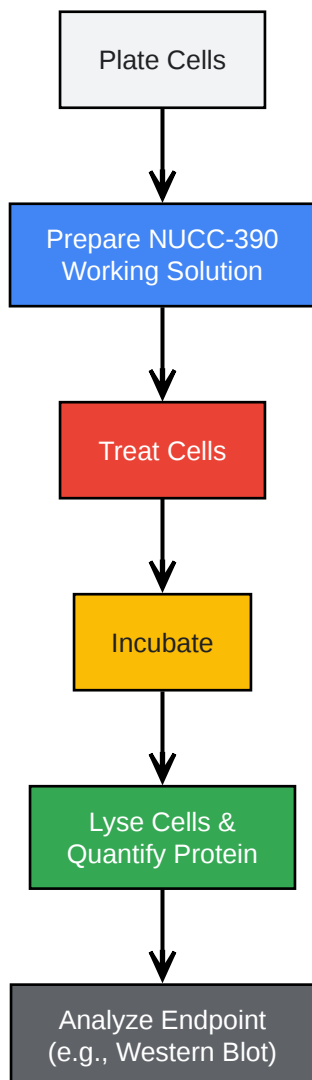 Plate Cells
Prepare NUCC-390
Working Solution
Treat Cells
Incubate
Lyse Cells &
Quantify Protein
Analyze Endpoint
(e.g., Western Blot)